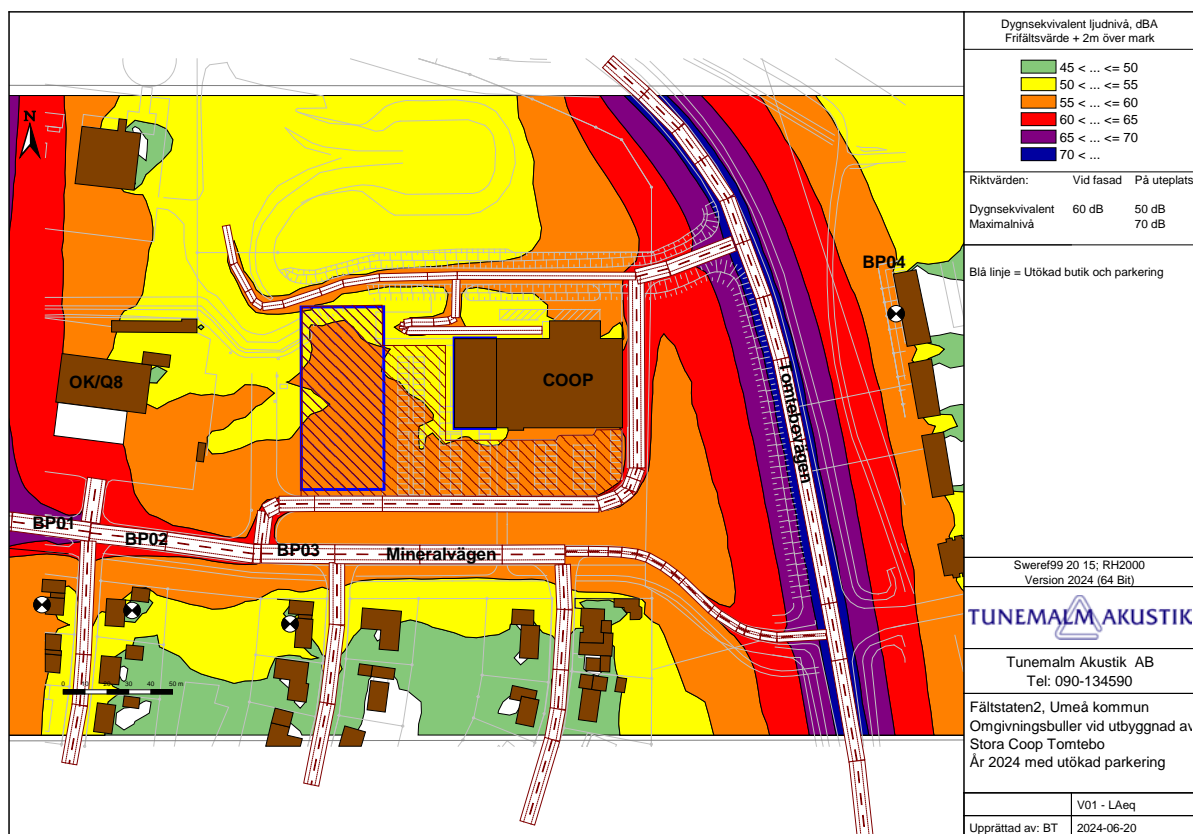 Dygnsekvivalent ljudnivå, dBA
Frifältsvärde + 2m över mark
45 < ... <= 50
50 < ... <= 55
55 < ... <= 60
60 < ... <= 65
65 < ... <= 70
70 < ...
Riktvärden: Vid fasad På uteplats
Dygnsekvivalent 60 dB 50 dB
Maximalnivå 70 dB
Blå linje = Utökad butik och parkering
N
BP04
OK/Q8
COOP
Tomtebovägen
BP01
BP02
BP03
Mineralvägen
0 10 20 30 40 50 m
Sweref99 20 15; RH2000
Version 2024 (64 Bit)
TUNEMALM AKUSTIK
Tunemalm Akustik AB
Tel: 090-134590
Fältstaten2, Umeå kommun
Omgivningsbuller vid utbyggnad av
Stora Coop Tomtebo
År 2024 med utökad parkering
V01 - LAeq
Upprättad av: BT 2024-06-20